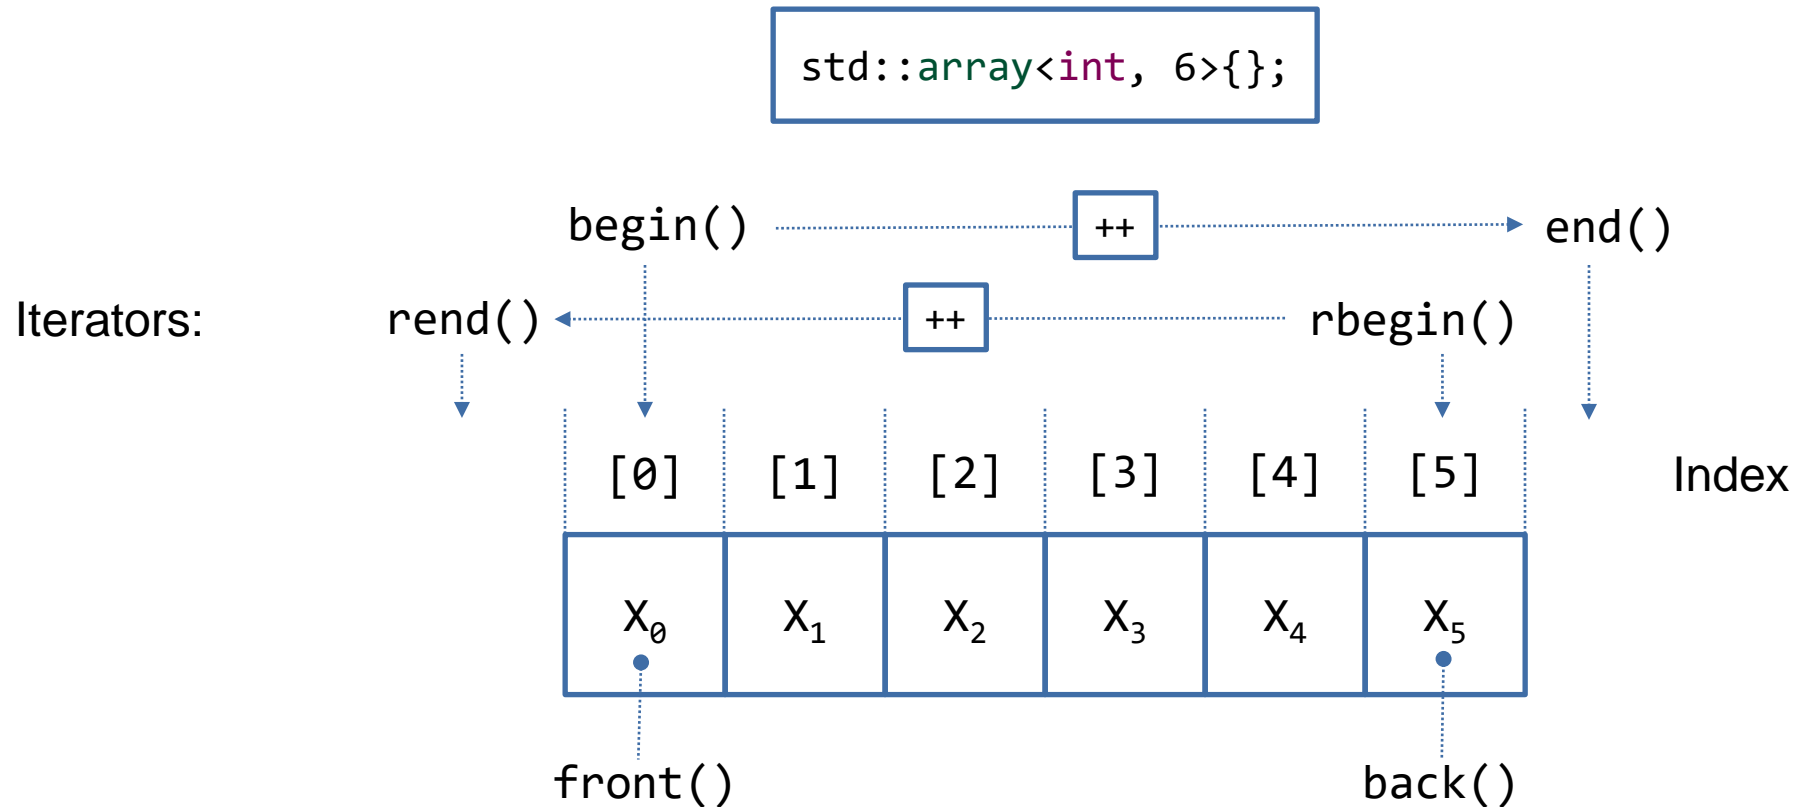 std::array<int, 6>{};
begin() ++ end()
Iterators: rend() ++ rbegin()
[0] [1] [2] [3] [4] [5] Index
X₀ X₁ X₂ X₃ X₄ X₅
front() back()